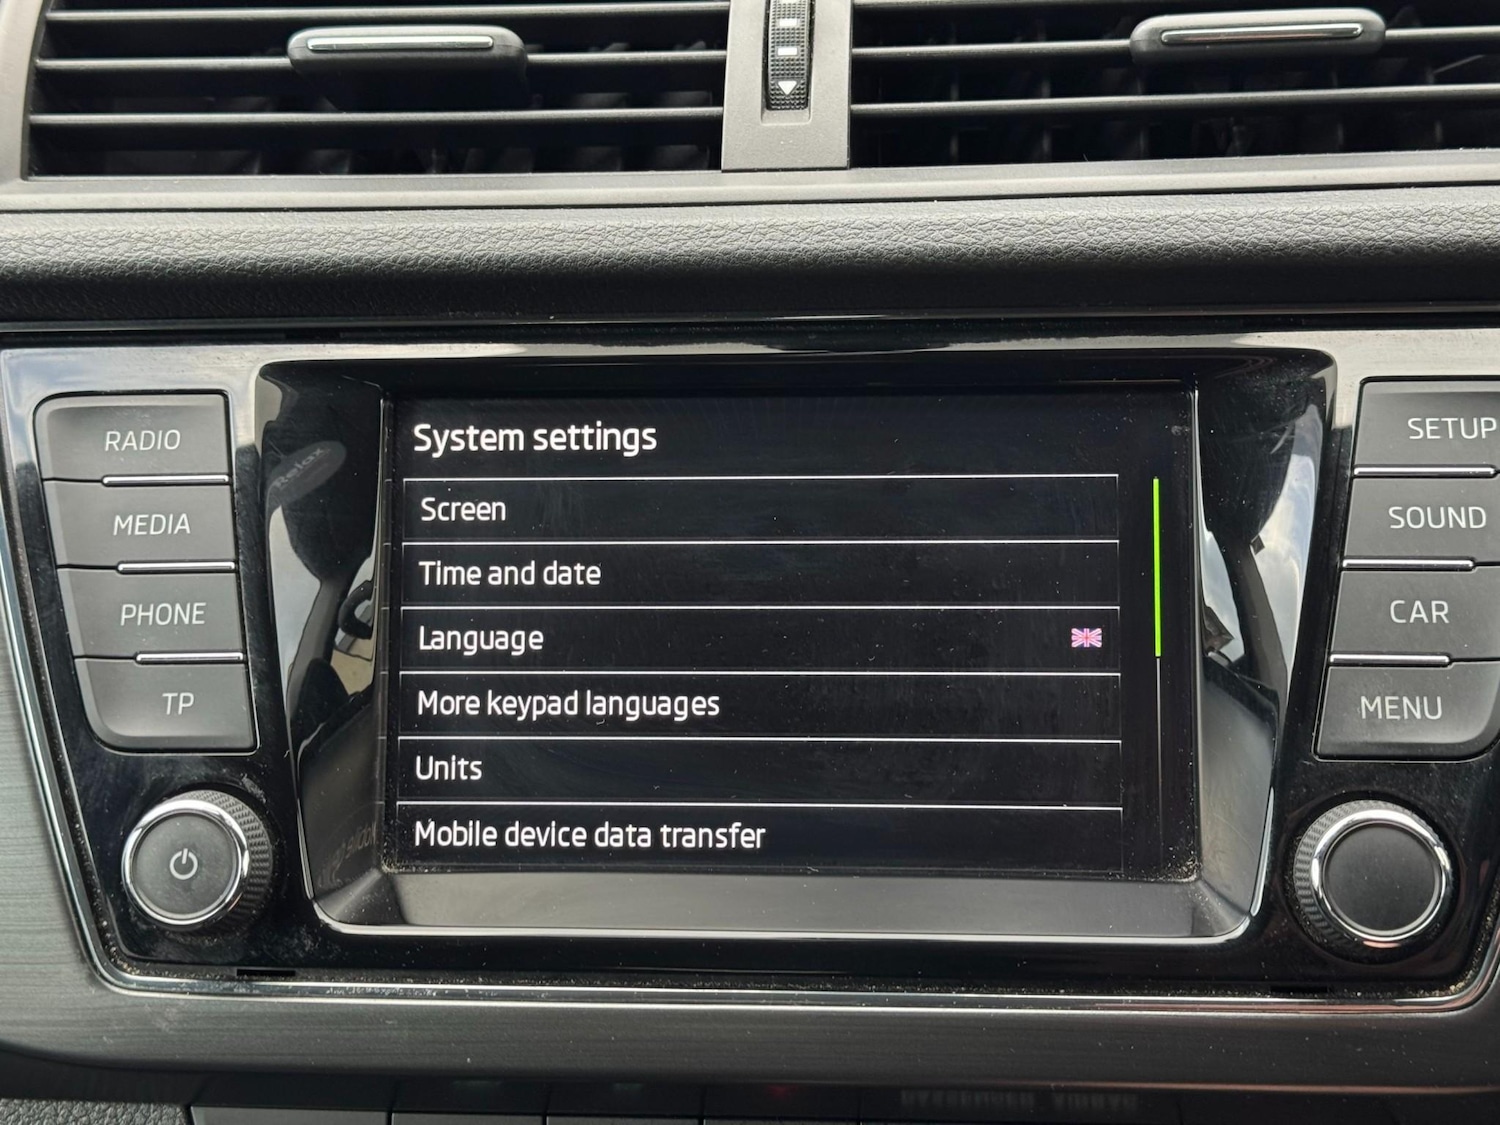 System settings
Screen
Time and date
Language
More keypad languages
Units
Mobile device data transfer
RADIO
MEDIA
PHONE
TP
SETUP
SOUND
CAR
MENU